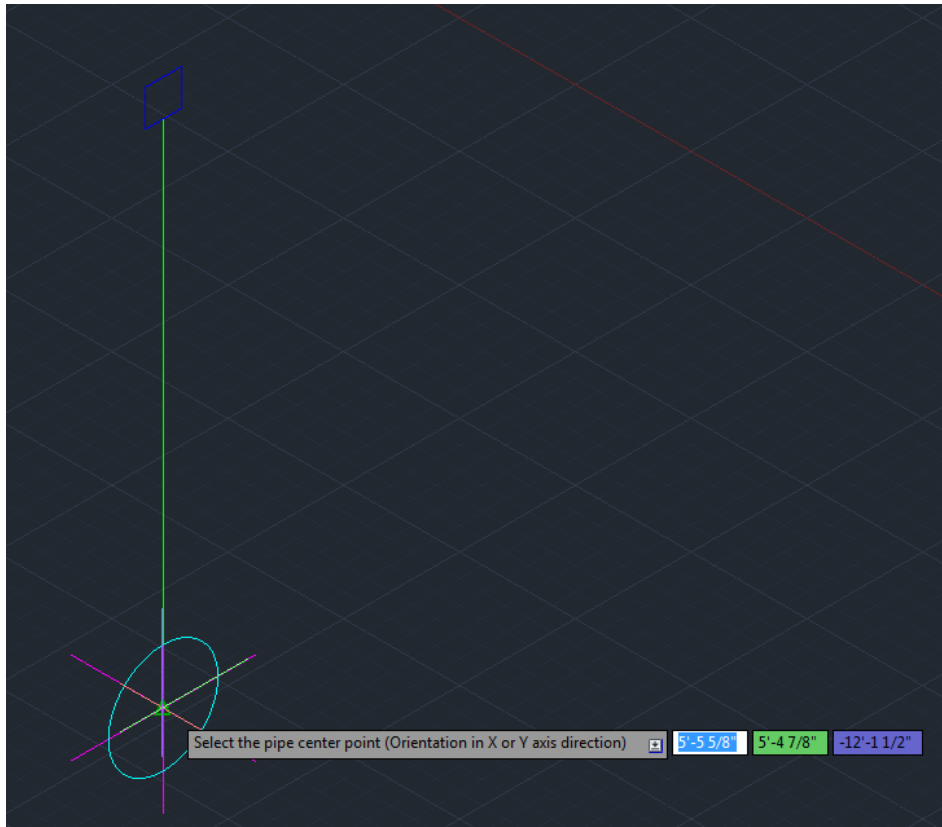 Select the pipe center point (Orientation in X or Y axis direction) 5'-5 5/8" 5'-4 7/8" -12'-1 1/2"